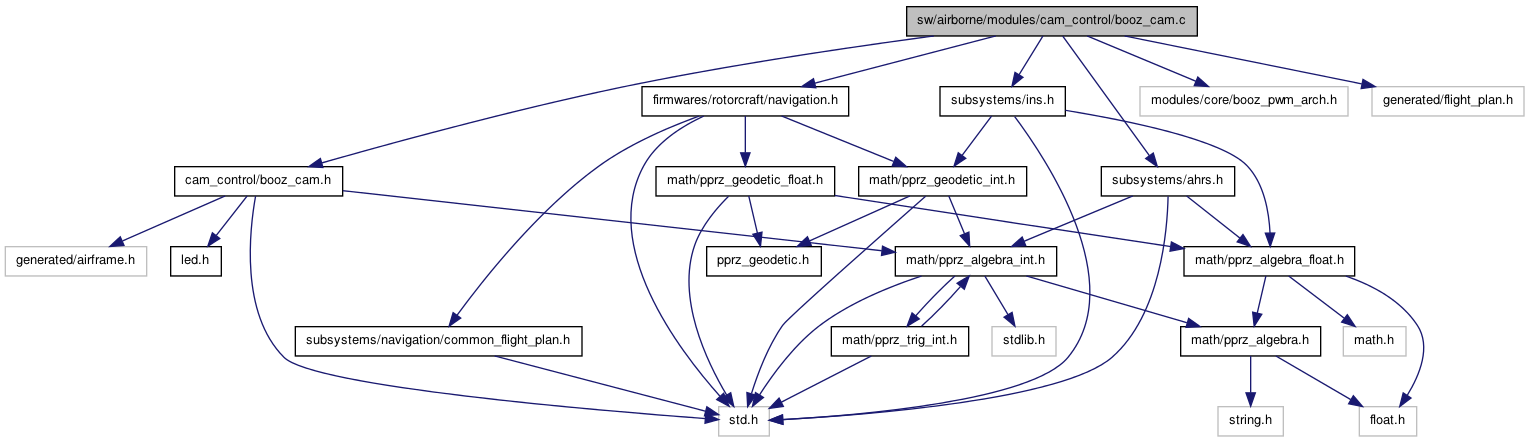 sw/airborne/modules/cam_control/booz_cam.c
firmwares/rotorcraft/navigation.h
subsystems/ins.h
modules/core/booz_pwm_arch.h
generated/flight_plan.h
cam_control/booz_cam.h
math/pprz_geodetic_float.h
math/pprz_geodetic_int.h
subsystems/ahrs.h
generated/airframe.h
led.h
pprz_geodetic.h
math/pprz_algebra_int.h
math/pprz_algebra_float.h
subsystems/navigation/common_flight_plan.h
math/pprz_trig_int.h
stdlib.h
math/pprz_algebra.h
math.h
std.h
string.h
float.h